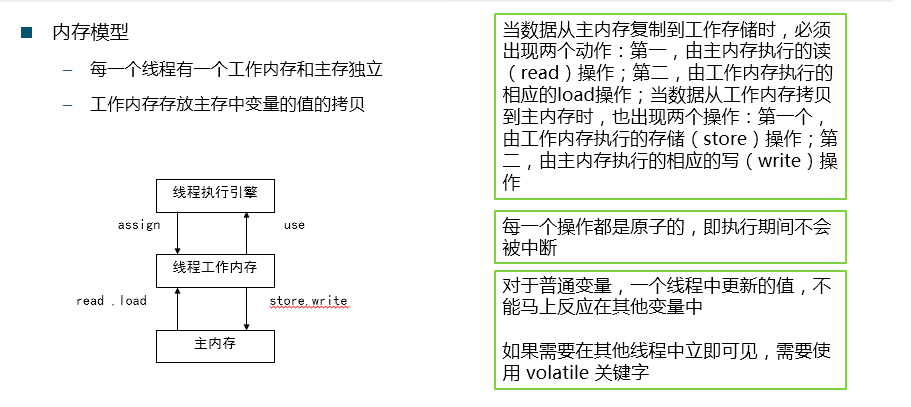 内存模型
– 每一个线程有一个工作内存和主存独立
– 工作内存存放主存中变量的值的拷贝
线程执行引擎
assign
use
线程工作内存
read .load
store.write
主内存
当数据从主内存复制到工作存储时，必须
出现两个动作：第一，由主内存执行的读
（read）操作；第二，由工作内存执行的
相应的load操作；当数据从工作内存拷贝
到主内存时，也出现两个操作：第一个，
由工作内存执行的存储（store）操作；第
二，由主内存执行的相应的写（write）操
作
每一个操作都是原子的，即执行期间不会
被中断
对于普通变量，一个线程中更新的值，不
能马上反应在其他变量中
如果需要在其他线程中立即可见，需要使
用 volatile 关键字